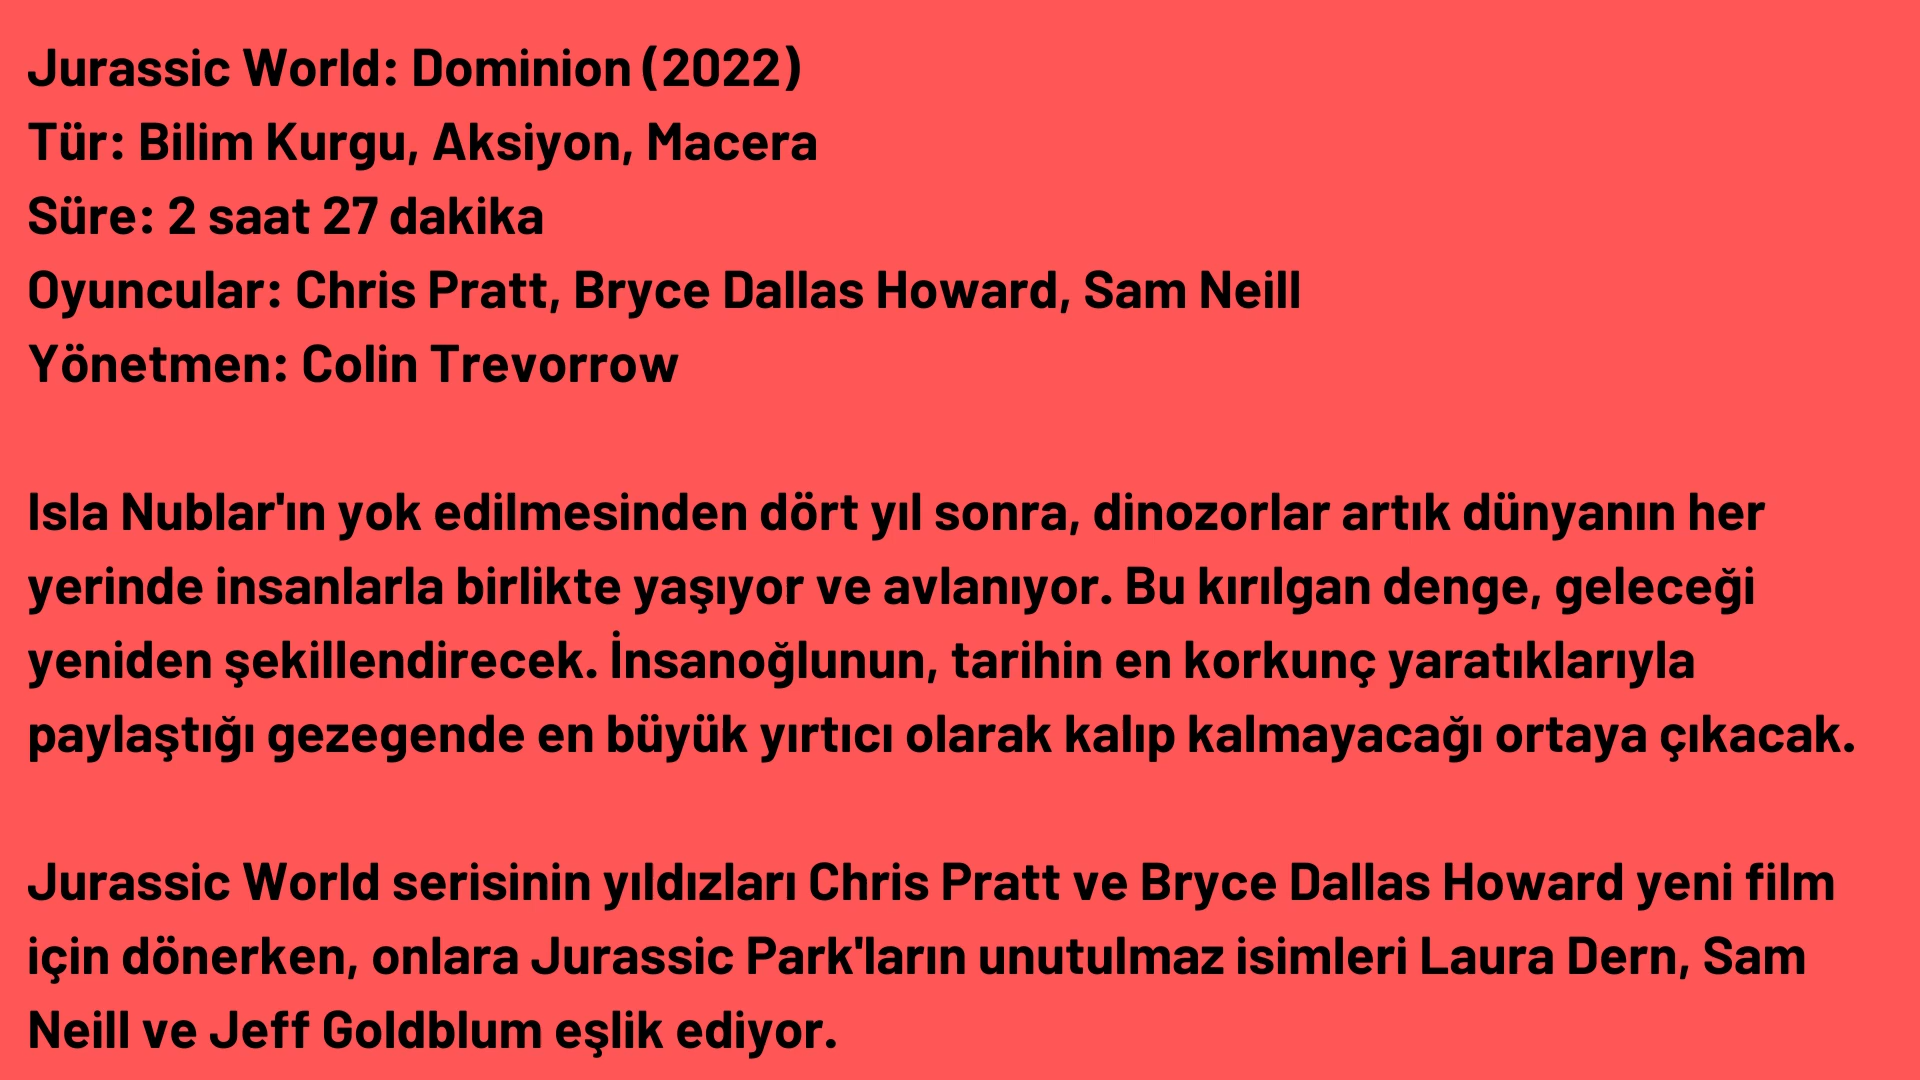 Jurassic World: Dominion (2022)
Tür: Bilim Kurgu, Aksiyon, Macera
Süre: 2 saat 27 dakika
Oyuncular: Chris Pratt, Bryce Dallas Howard, Sam Neill
Yönetmen: Colin Trevorrow
Isla Nublar'ın yok edilmesinden dört yıl sonra, dinozorlar artık dünyanın her
yerinde insanlarla birlikte yaşıyor ve avlanıyor. Bu kırılgan denge, geleceği
yeniden şekillendirecek. İnsanoğlunun, tarihin en korkunç yaratıklarıyla
paylaştığı gezegende en büyük yırtıcı olarak kalıp kalmayacağı ortaya çıkacak.
Jurassic World serisinin yıldızları Chris Pratt ve Bryce Dallas Howard yeni film
için dönerken, onlara Jurassic Park'ların unutulmaz isimleri Laura Dern, Sam
Neill ve Jeff Goldblum eşlik ediyor.